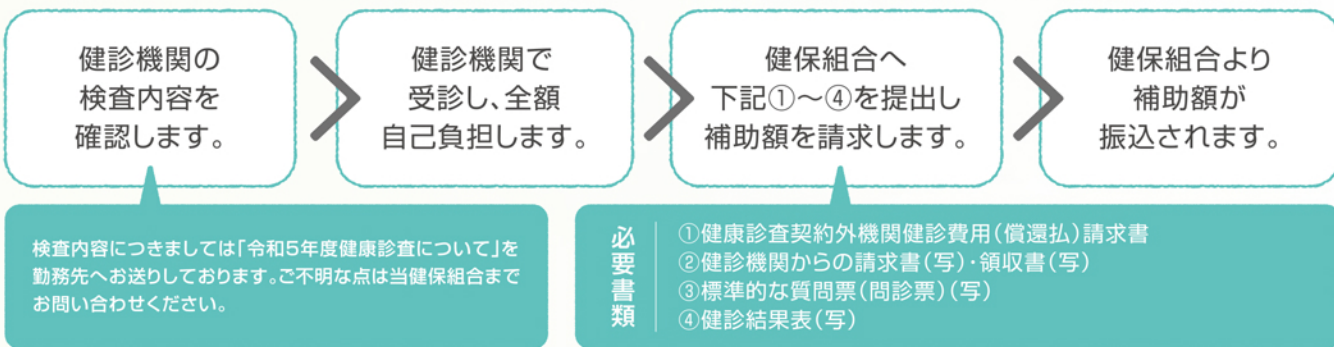 健診機関の
検査内容を
確認します。
健診機関で
受診し、全額
自己負担します。
健保組合へ
下記①〜④を提出し
補助額を請求します。
健保組合より
補助額が
振込されます。
検査内容につきましては「令和5年度健康診査について」を
勤務先へお送りしております。ご不明な点は当健保組合まで
お問い合わせください。
必要書類
①健康診査契約外機関健診費用(償還払)請求書
②健診機関からの請求書(写)・領収書(写)
③標準的な質問票(問診票)(写)
④健診結果表(写)